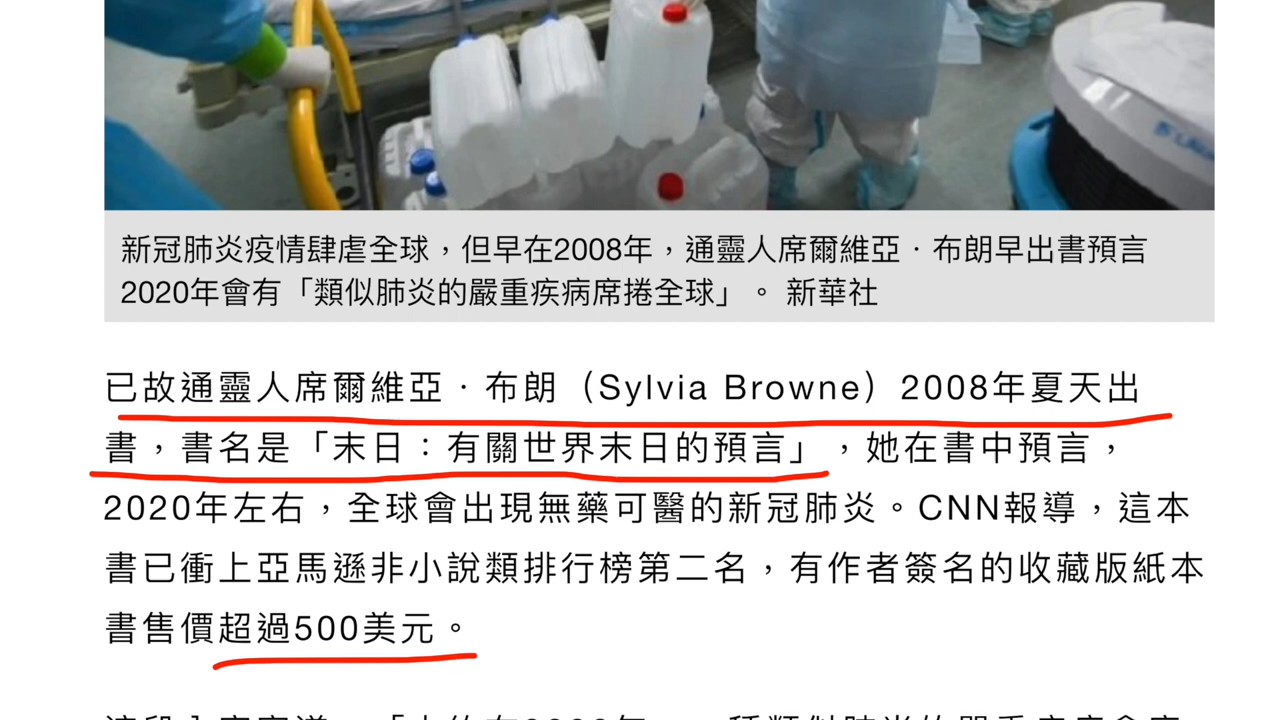 新冠肺炎疫情肆虐全球，但早在2008年，通靈人席爾維亞．布朗早出書預言
2020年會有「類似肺炎的嚴重疾病席捲全球」。 新華社
已故通靈人席爾維亞．布朗（Sylvia Browne）2008年夏天出
書，書名是「末日：有關世界末日的預言」，她在書中預言，
2020年左右，全球會出現無藥可醫的新冠肺炎。CNN報導，這本
書已衝上亞馬遜非小說類排行榜第二名，有作者簽名的收藏版紙本
書售價超過500美元。